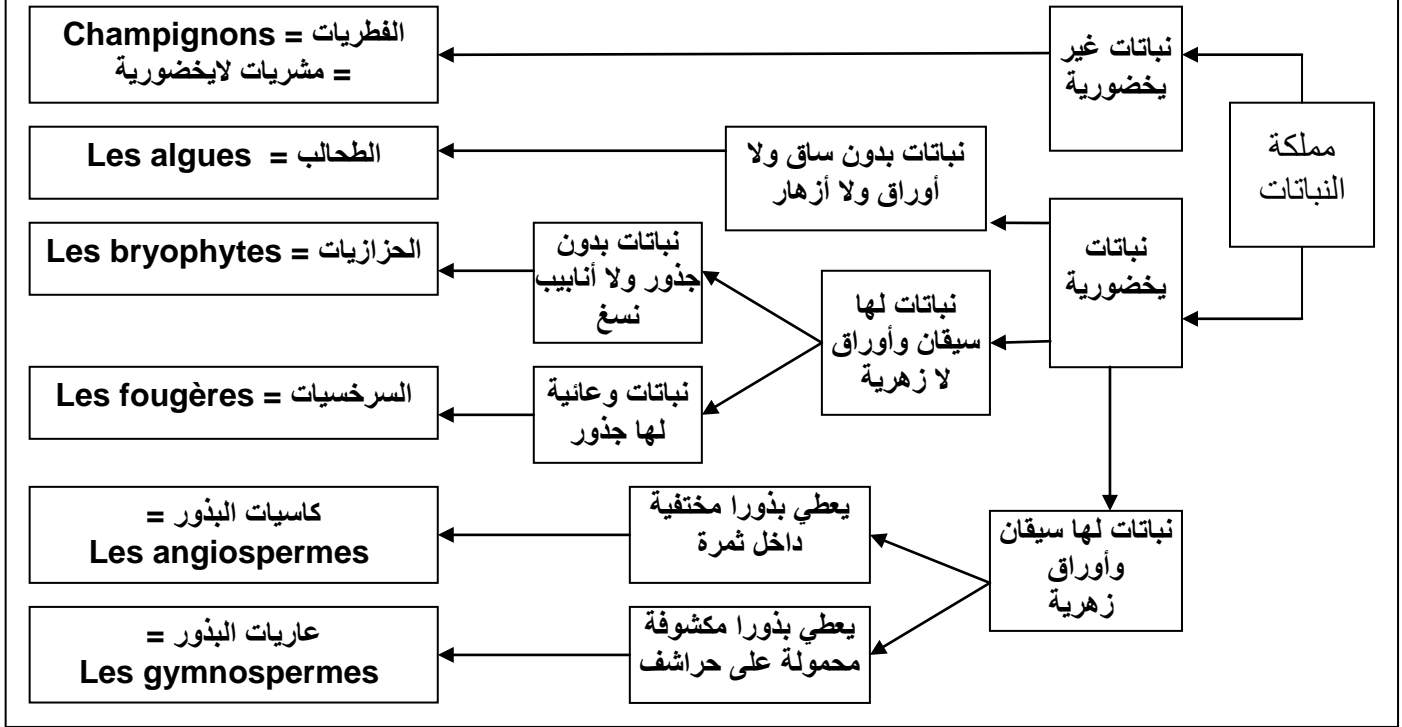 مملكة
النباتات
نباتات غير
يخضورية
الفطريات = Champignons
= مشريات لايخضورية
نباتات
يخضورية
نباتات بدون ساق ولا
أوراق ولا أزهار
الطحالب = Les algues
نباتات لها
سيقان وأوراق
لا زهرية
نباتات بدون
جذور ولا أنابيب
نسغ
الحزازيات = Les bryophytes
نباتات وعائية
لها جذور
السرخسيات = Les fougères
نباتات لها سيقان
وأوراق
زهرية
يعطي بذورا مختفية
داخل ثمرة
كاسيات البذور =
Les angiospermes
يعطي بذورا مكشوفة
محمولة على حراشف
عاريات البذور =
Les gymnospermes